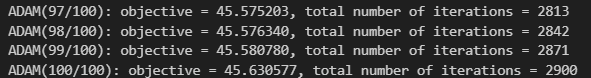 ADAM(97/100): objective = 45.575203, total number of iterations = 2813
ADAM(98/100): objective = 45.576340, total number of iterations = 2842
ADAM(99/100): objective = 45.580780, total number of iterations = 2871
ADAM(100/100): objective = 45.630577, total number of iterations = 2900